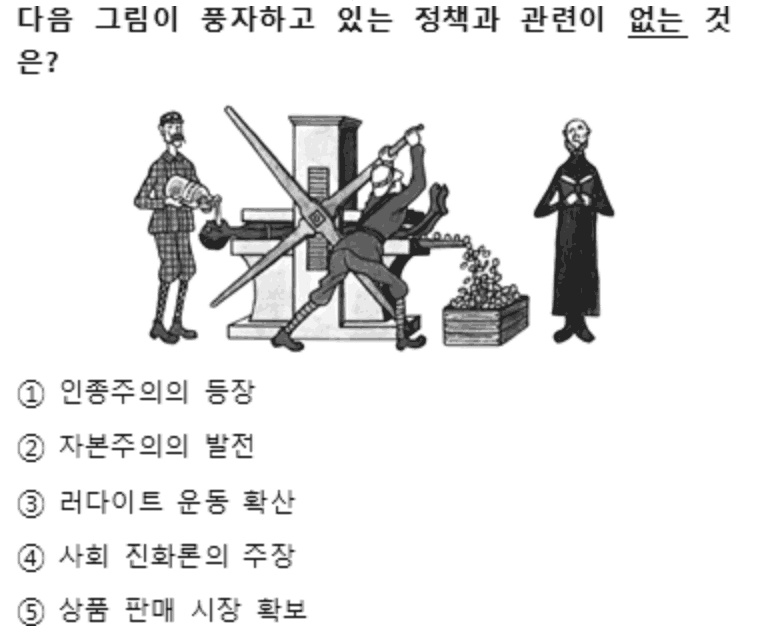 다음 그림이 풍자하고 있는 정책과 관련이 없는 것
은?
① 인종주의의 등장
② 자본주의의 발전
③ 러다이트 운동 확산
④ 사회 진화론의 주장
⑤ 상품 판매 시장 확보